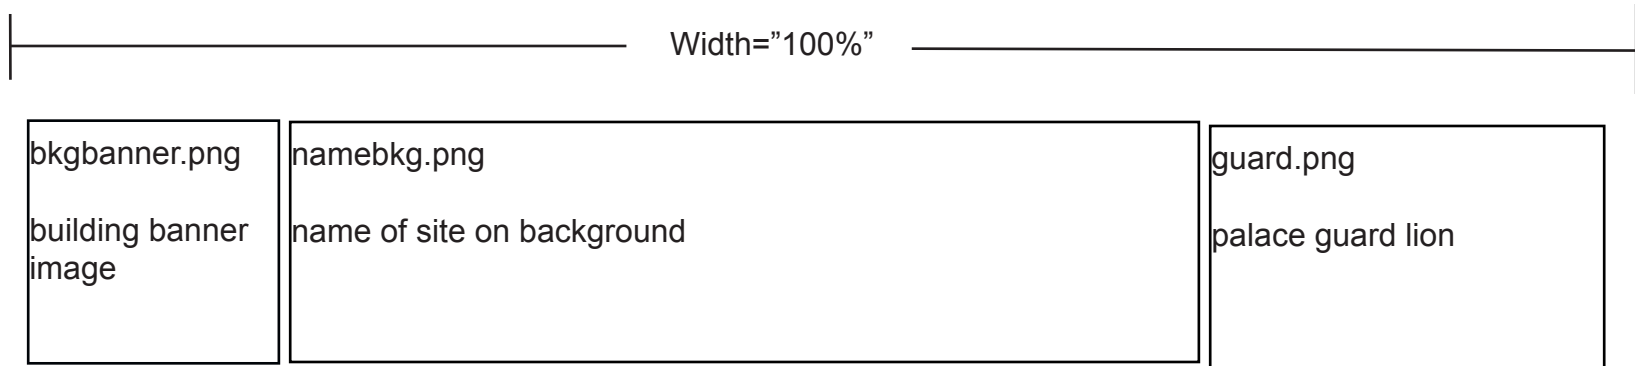 Width=”100%”
bkgbanner.png
building banner
image
namebkg.png
name of site on background
guard.png
palace guard lion